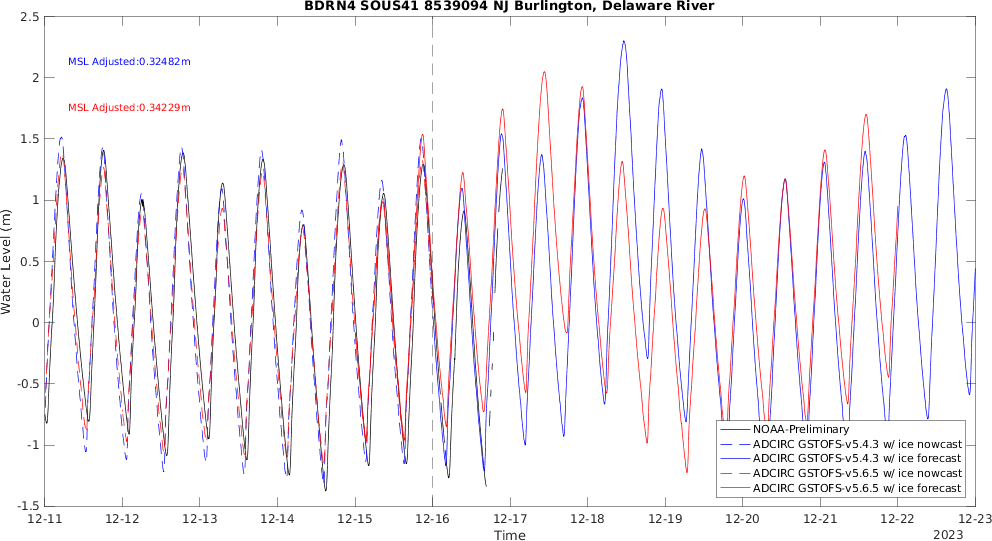 BDRN4 SOUS41 8539094 NJ Burlington, Delaware River
2.5
MSL Adjusted:0.32482m
2
MSL Adjusted:0.34229m
1.5
1
0.5
Water Level (m)
0
-0.5
NOAA-Preliminary
-1
ADCIRC GSTOFS-v5.4.3 w/ ice nowcast
ADCIRC GSTOFS-v5.4.3 w/ ice forecast
ADCIRC GSTOFS-v5.6.5 w/ ice nowcast
ADCIRC GSTOFS-v5.6.5 w/ ice forecast
-1.5
12-11 12-12 12-13 12-14 12-15 12-16 12-17 12-18 12-19 12-20 12-21 12-22 12-23
Time
2023